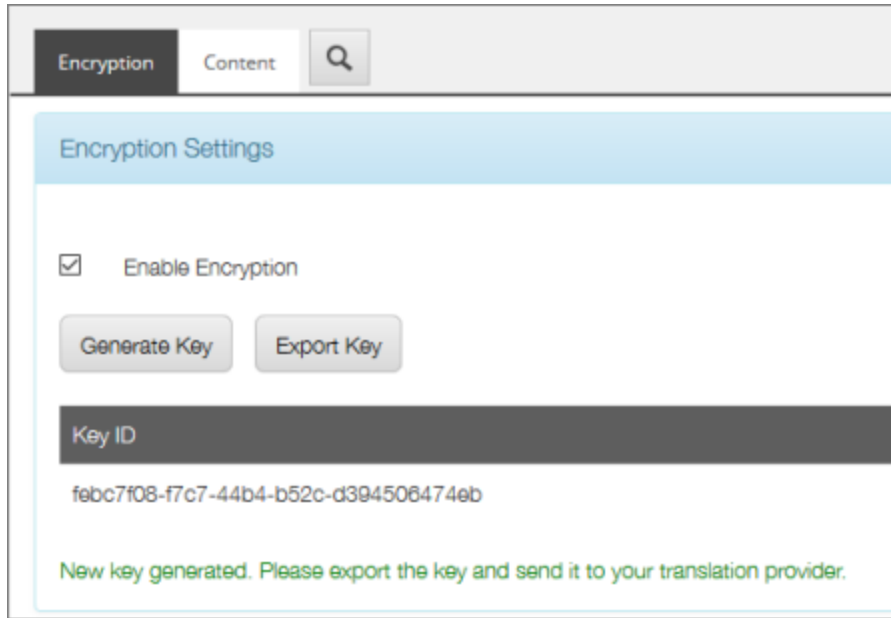 Encryption Content
Encryption Settings
Enable Encryption
Generate Key Export Key
Key ID
febc7f08-f7c7-44b4-b52c-d394506474eb
New key generated. Please export the key and send it to your translation provider.